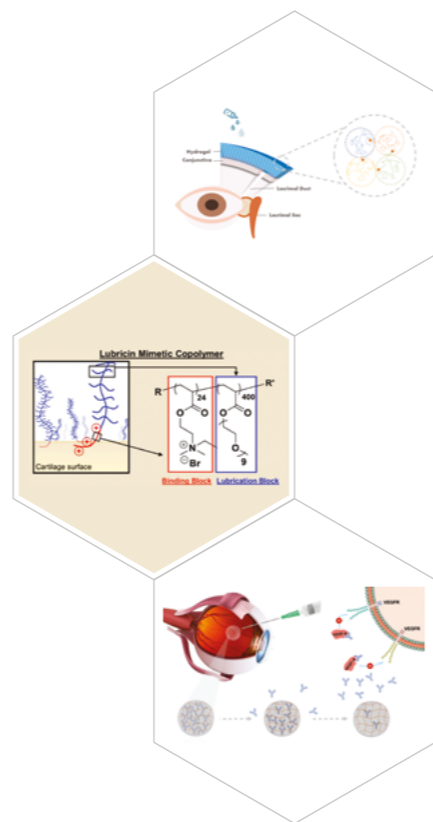 Hydrogel
Conjunctiva
Lacrimal Duct
Lacrimal Sac
Lubricin Mimetic Copolymer
R
24
400
R'
O
O
O
O
N
Br
O
9
Cartilage surface
Binding Block
Lubrication Block
VEGFR
VEGFR